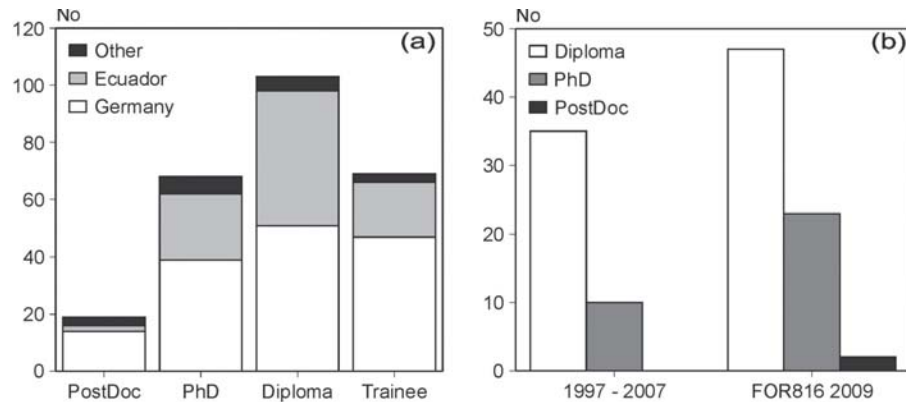 No
120
100
80
60
40
20
0
(a)
Other
Ecuador
Germany
PostDoc PhD Diploma Trainee
No
50
40
30
20
10
0
(b)
Diploma
PhD
PostDoc
1997 - 2007 FOR816 2009